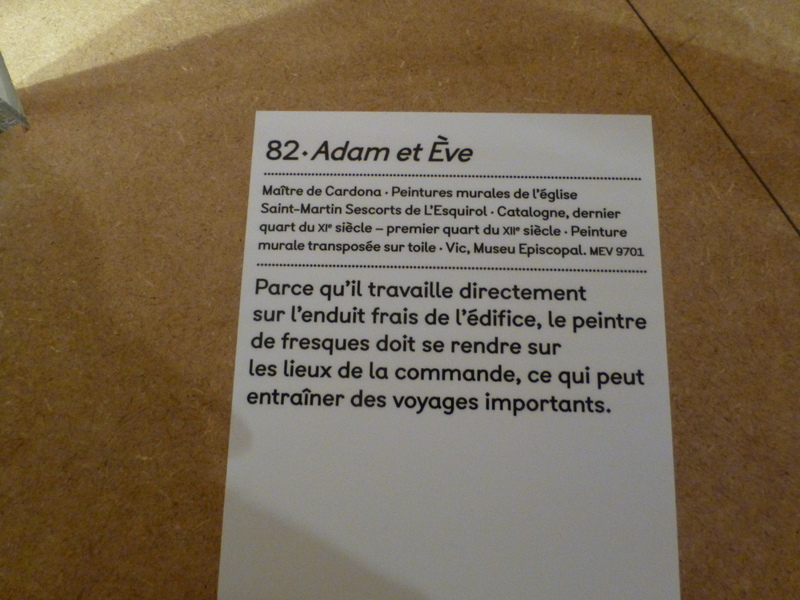 82 · Adam et Ève
Maître de Cardona · Peintures murales de l'église
Saint-Martin Sescorts de L'Esquirol · Catalogne, dernier
quart du XIe siècle – premier quart du XIIe siècle · Peinture
murale transposée sur toile · Vic, Museu Episcopal. MEV 9701
Parce qu'il travaille directement
sur l'enduit frais de l'édifice, le peintre
de fresques doit se rendre sur
les lieux de la commande, ce qui peut
entraîner des voyages importants.